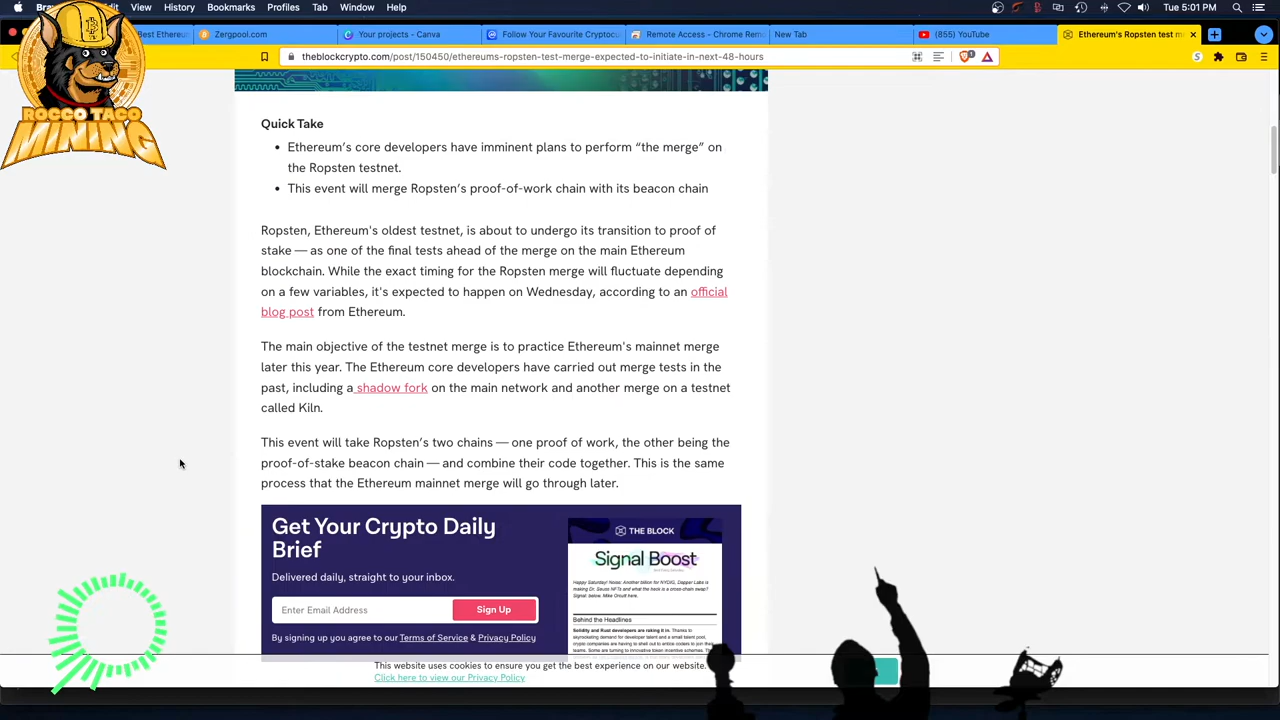 View
History
Bookmarks
Profiles
Tab
Window
Help
Tue 5:01 PM
Best Ethereu
Zergpool.com
Your projects - Canva
Follow Your Favourite Cryptocu
Remote Access - Chrome Rem
New Tab
(855) YouTube
Ethereum's Ropsten test m
theblockcrypto.com/post/150450/ethereums-ropsten-test-merge-expected-to-initiate-in-next-48-hours
ROCCO TACO
MINING
Quick Take
• Ethereum’s core developers have imminent plans to perform “the merge” on
the Ropsten testnet.
• This event will merge Ropsten’s proof-of-work chain with its beacon chain
Ropsten, Ethereum's oldest testnet, is about to undergo its transition to proof of
stake — as one of the final tests ahead of the merge on the main Ethereum
blockchain. While the exact timing for the Ropsten merge will fluctuate depending
on a few variables, it's expected to happen on Wednesday, according to an official
blog post from Ethereum.
The main objective of the testnet merge is to practice Ethereum's mainnet merge
later this year. The Ethereum core developers have carried out merge tests in the
past, including a shadow fork on the main network and another merge on a testnet
called Kiln.
This event will take Ropsten’s two chains — one proof of work, the other being the
proof-of-stake beacon chain — and combine their code together. This is the same
process that the Ethereum mainnet merge will go through later.
Get Your Crypto Daily
Brief
Delivered daily, straight to your inbox.
Enter Email Address
Sign Up
By signing up you agree to our Terms of Service & Privacy Policy
THE BLOCK
Signal Boost
Behind the Headlines
This website uses cookies to ensure you get the best experience on our website.
Click here to view our Privacy Policy